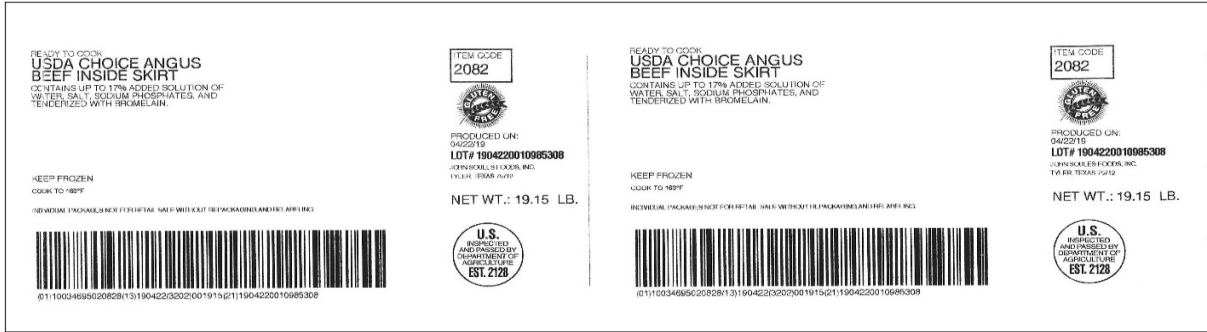 READY TO COOK
USDA CHOICE ANGUS
BEEF INSIDE SKIRT
CONTAINS UP TO 17% ADDED SOLUTION OF
WATER, SALT, SODIUM PHOSPHATES, AND
TENDERIZED WITH BROMELAIN.
KEEP FROZEN
COOK TO 160°F
INDIVIDUAL PACKAGES NOT FOR RETAIL SALE WITHOUT REPACKAGING AND RELABELING
(01)10034695020828(13)190422(3202)001915(21)1904220010985308
ITEM CODE
2082
GLUTEN
FREE
PRODUCED ON:
04/22/19
LOT# 1904220010985308
JOHN SOULES FOODS, INC.
TYLER, TEXAS 75712
NET WT.: 19.15 LB.
U.S.
INSPECTED
AND PASSED BY
DEPARTMENT OF
AGRICULTURE
EST. 2128
READY TO COOK
USDA CHOICE ANGUS
BEEF INSIDE SKIRT
CONTAINS UP TO 17% ADDED SOLUTION OF
WATER, SALT, SODIUM PHOSPHATES, AND
TENDERIZED WITH BROMELAIN.
KEEP FROZEN
COOK TO 160°F
INDIVIDUAL PACKAGES NOT FOR RETAIL SALE WITHOUT REPACKAGING AND RELABELING
(01)10034695020828(13)190422(3202)001915(21)1904220010985308
ITEM CODE
2082
GLUTEN
FREE
PRODUCED ON:
04/22/19
LOT# 1904220010985308
JOHN SOULES FOODS, INC.
TYLER, TEXAS 75712
NET WT.: 19.15 LB.
U.S.
INSPECTED
AND PASSED BY
DEPARTMENT OF
AGRICULTURE
EST. 2128